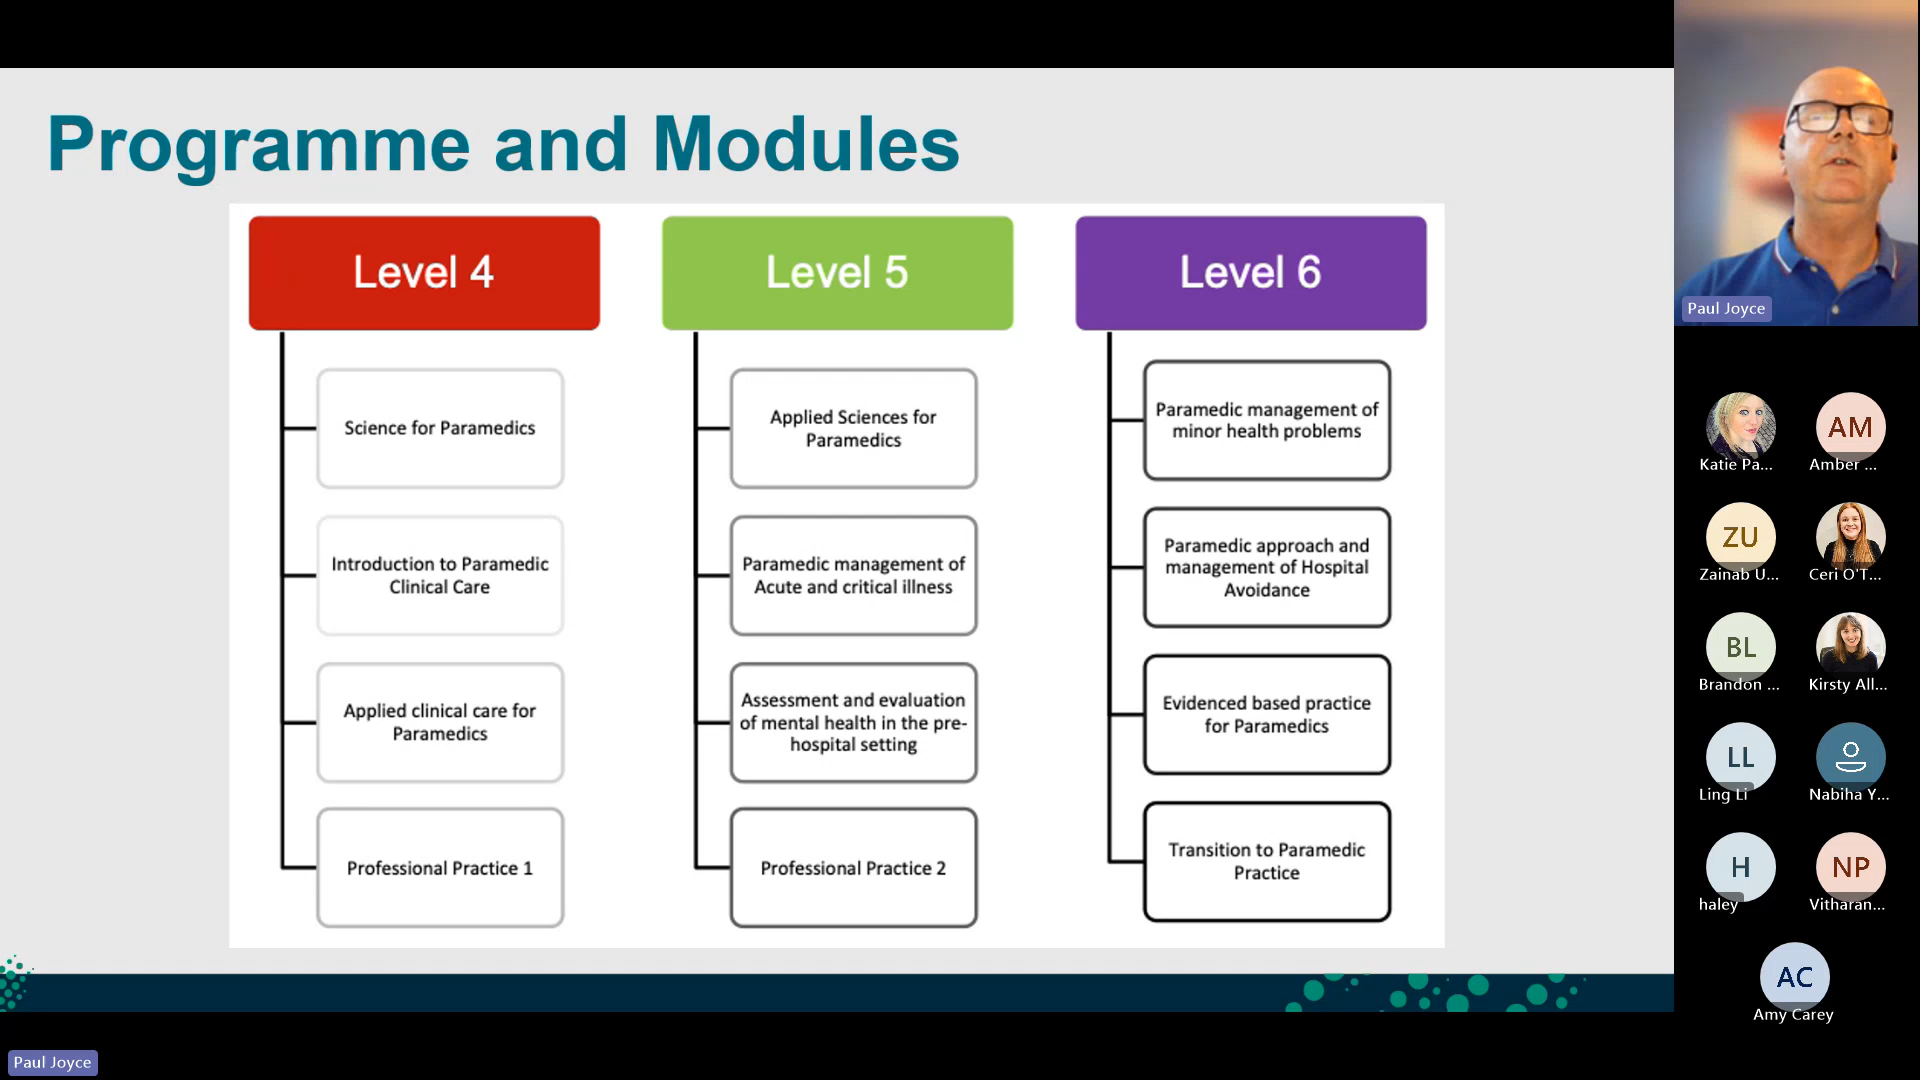 Programme and Modules
Level 4
Science for Paramedics
Introduction to Paramedic
Clinical Care
Applied clinical care for
Paramedics
Professional Practice 1
Level 5
Applied Sciences for
Paramedics
Paramedic management of
Acute and critical illness
Assessment and evaluation
of mental health in the pre-
hospital setting
Professional Practice 2
Level 6
Paramedic management of
minor health problems
Paramedic approach and
management of Hospital
Avoidance
Evidenced based practice
for Paramedics
Transition to Paramedic
Practice
Paul Joyce
Katie Pa...
AM
Amber ...
ZU
Zainab U...
Ceri O'T...
BL
Brandon ...
Kirsty All...
LL
Ling Li
Nabiha Y...
H
haley
NP
Vitharan...
AC
Amy Carey
Paul Joyce